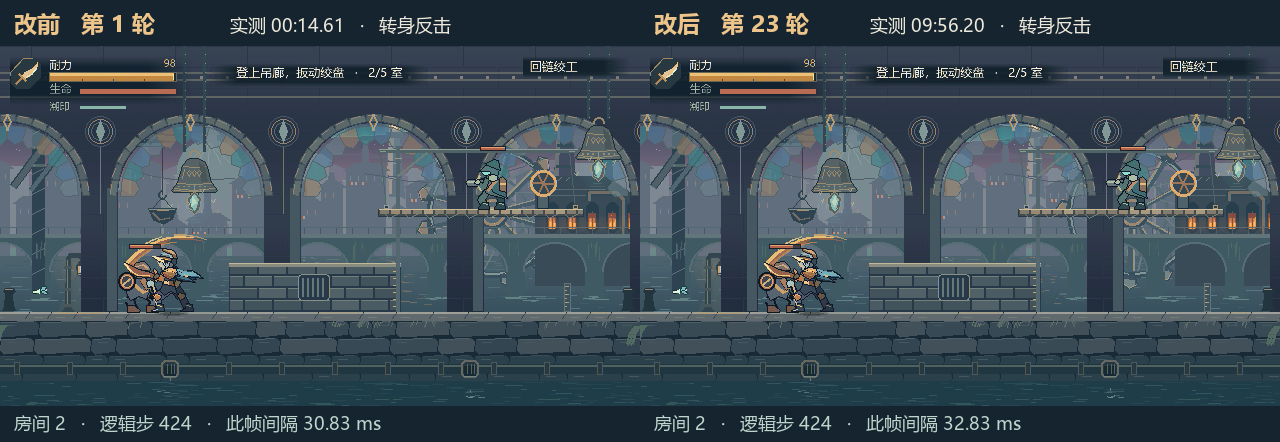 改前 第 1 轮
实测 00:14.61 · 转身反击
耐力 98
生命
溯印
登上吊廊，扳动绞盘 · 2/5 室
回链绞工
房间 2 · 逻辑步 424 · 此帧间隔 30.83 ms
改后 第 23 轮
实测 09:56.20 · 转身反击
耐力 98
生命
溯印
登上吊廊，扳动绞盘 · 2/5 室
回链绞工
房间 2 · 逻辑步 424 · 此帧间隔 32.83 ms